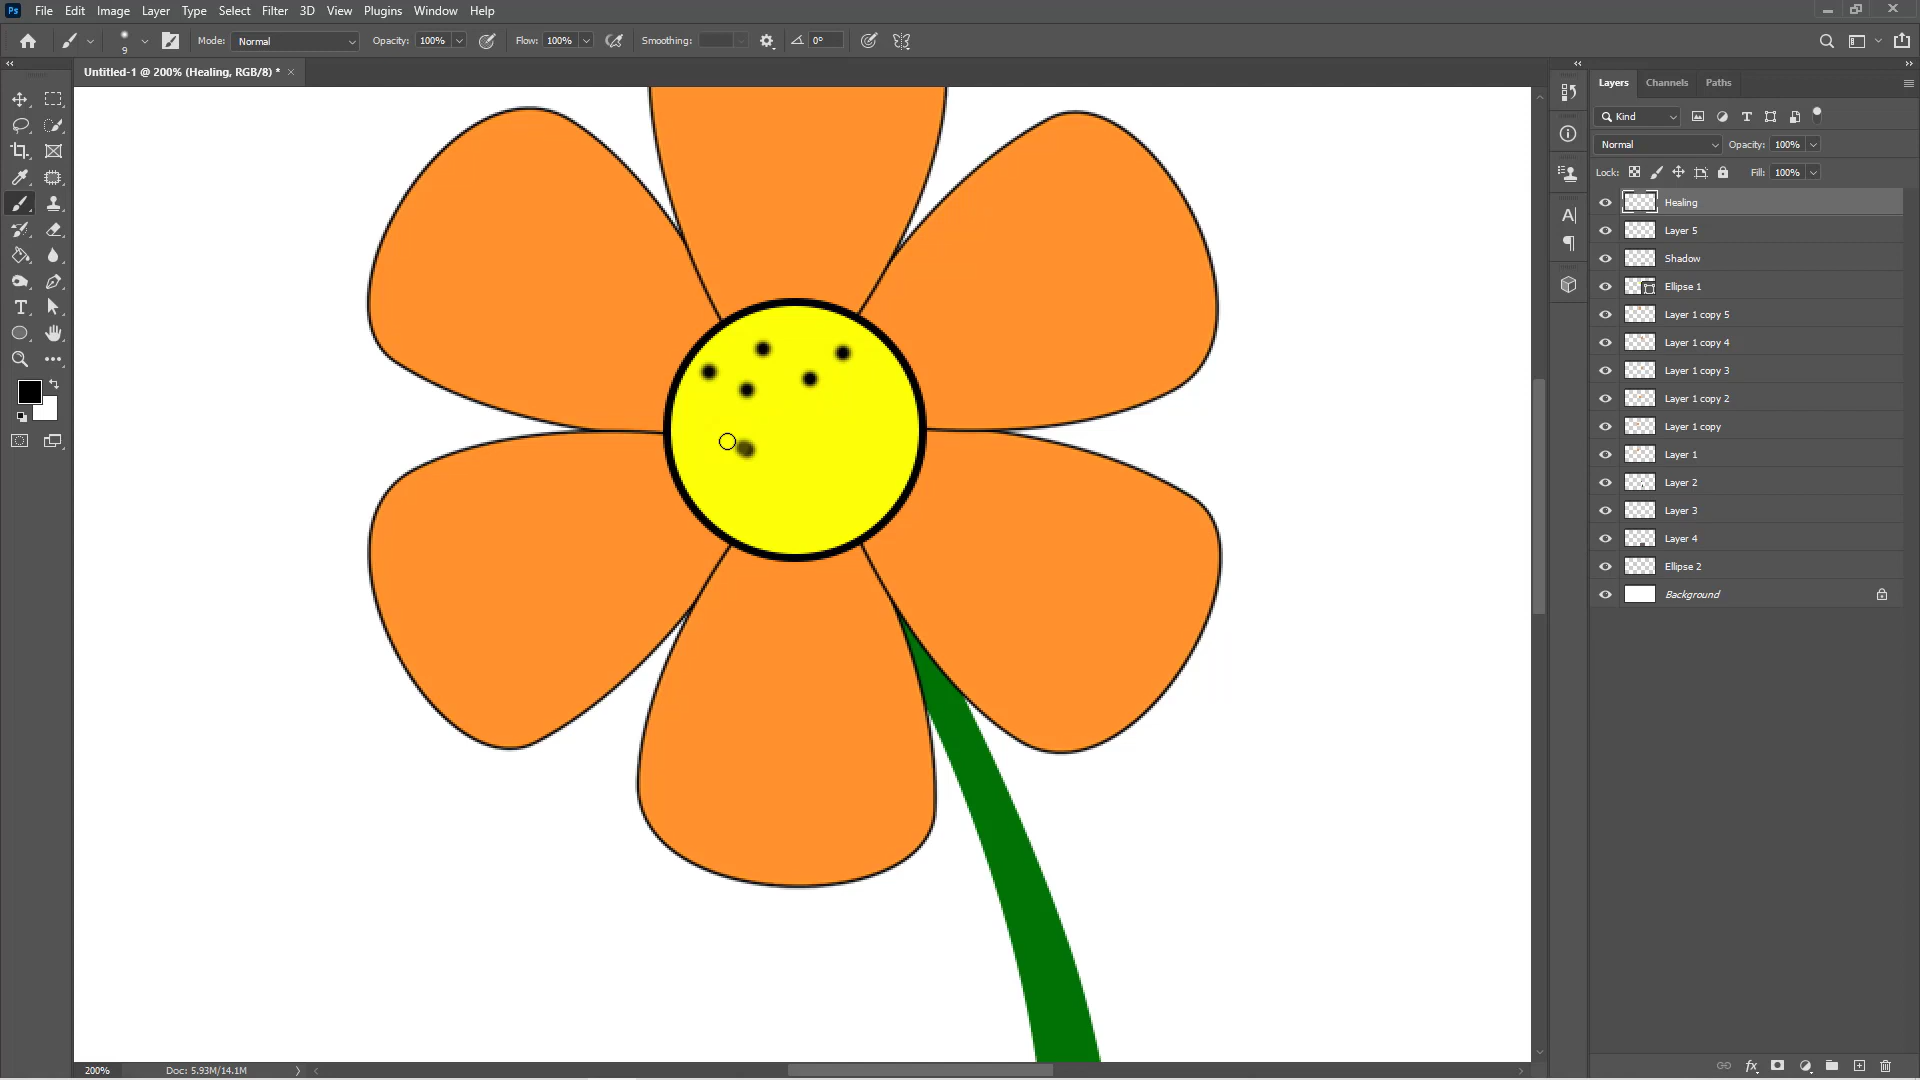 Ps File Edit Image Layer Type Select Filter 3D View Plugins Window Help
9 Mode: Normal Opacity: 100% Flow: 100% Smoothing: 0°
Untitled-1 @ 200% (Healing, RGB/8) *
Layers Channels Paths
Kind
Normal Opacity: 100%
Lock: Fill: 100%
Healing
Layer 5
Shadow
Ellipse 1
Layer 1 copy 5
Layer 1 copy 4
Layer 1 copy 3
Layer 1 copy 2
Layer 1 copy
Layer 1
Layer 2
Layer 3
Layer 4
Ellipse 2
Background
200% Doc: 5.93M/14.1M